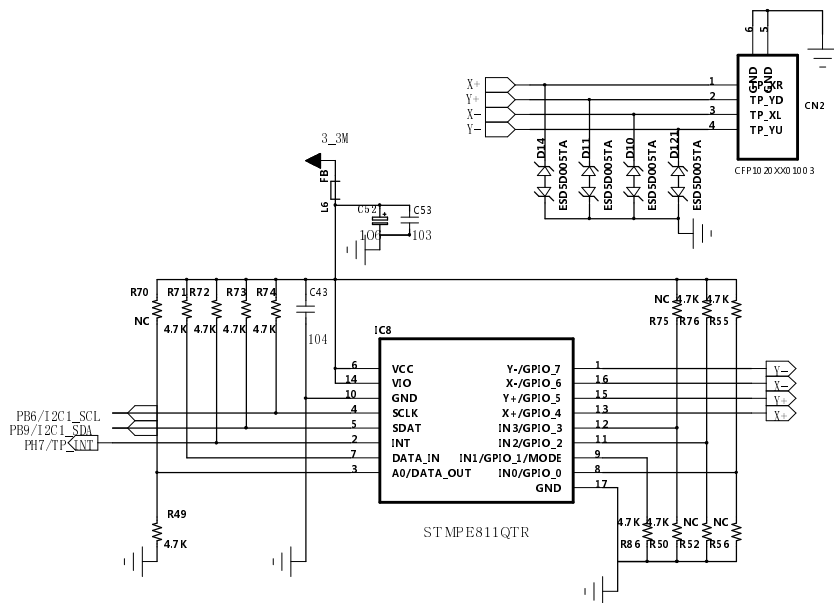 6
5
GND
GND
X+
1
TP_XR
Y+
2
TP_YD
CN2
X-
3
TP_XL
Y-
4
TP_YU
3_3M
D14
D11
D10
D121
FB
ESD5D005TA
ESD5D005TA
ESD5D005TA
ESD5D005TA
CFP1020XX01003
L6
C52
+
C53
106
103
R70
R71
R72
R73
R74
C43
NC
4.7K
4.7K
NC
4.7K
4.7K
4.7K
4.7K
R75
R76
R55
104
IC8
6
VCC
Y-/GPIO_7
1
Y-
14
VIO
X-/GPIO_6
16
X-
10
GND
Y+/GPIO_5
15
Y+
PB6/I2C1_SCL
4
SCLK
X+/GPIO_4
13
X+
PB9/I2C1_SDA
5
SDAT
IN3/GPIO_3
12
PH7/TP_INT
2
INT
IN2/GPIO_2
11
7
DATA_IN
IN1/GPIO_1/MODE
9
3
A0/DATA_OUT
IN0/GPIO_0
8
GND
17
R49
4.7K
STMPE811QTR
4.7K
4.7K
NC
NC
R86
R50
R52
R56